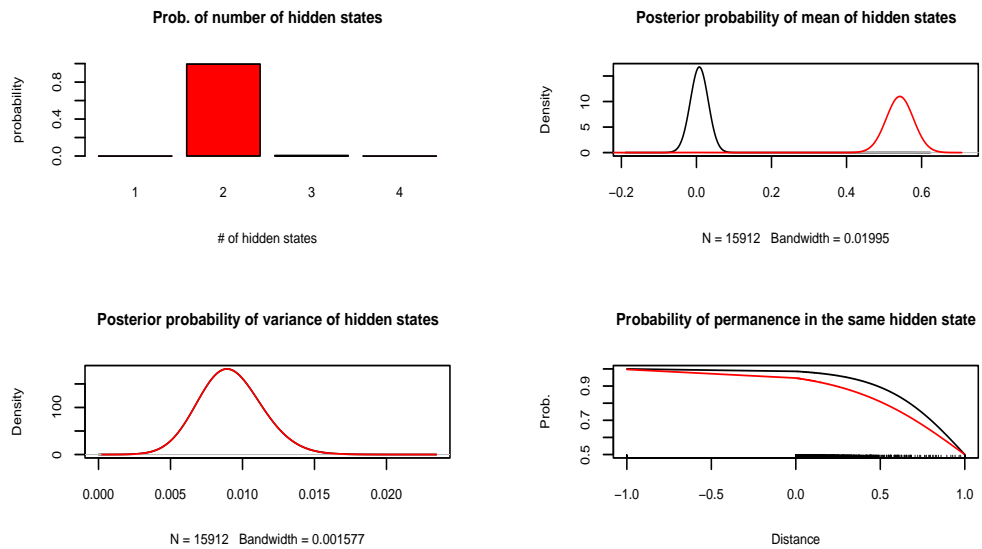 Prob. of number of hidden states
probability
0.0 0.4 0.8
1 2 3 4
# of hidden states
Posterior probability of mean of hidden states
Density
0 5 10
−0.2 0.0 0.2 0.4 0.6
N = 15912 Bandwidth = 0.01995
Posterior probability of variance of hidden states
Density
0 100
0.000 0.005 0.010 0.015 0.020
N = 15912 Bandwidth = 0.001577
Probability of permanence in the same hidden state
Prob.
0.5 0.7 0.9
−1.0 −0.5 0.0 0.5 1.0
Distance